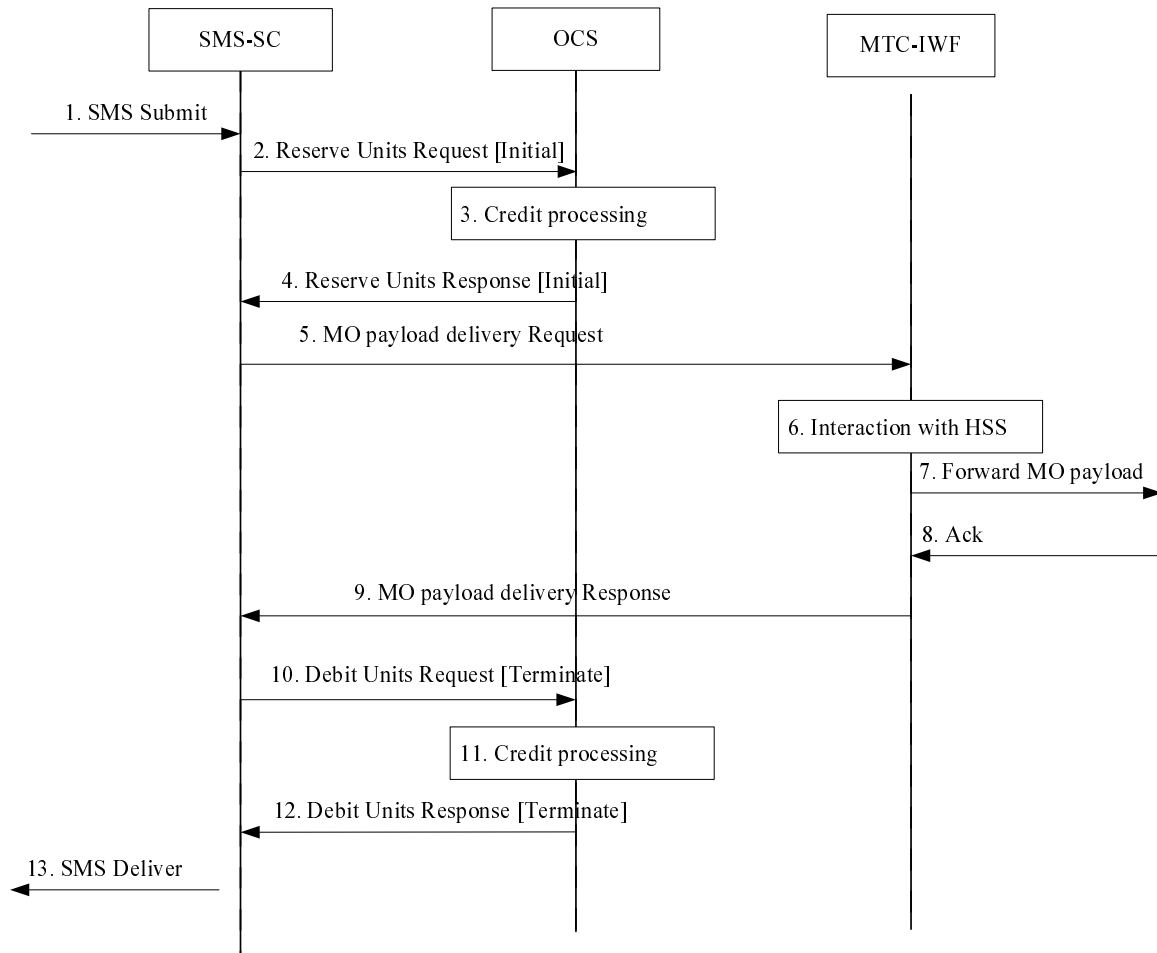 SMS-SC
OCS
MTC-IWF
1. SMS Submit
2. Reserve Units Request [Initial]
3. Credit processing
4. Reserve Units Response [Initial]
5. MO payload delivery Request
6. Interaction with HSS
7. Forward MO payload
8. Ack
9. MO payload delivery Response
10. Debit Units Request [Terminate]
11. Credit processing
12. Debit Units Response [Terminate]
13. SMS Deliver